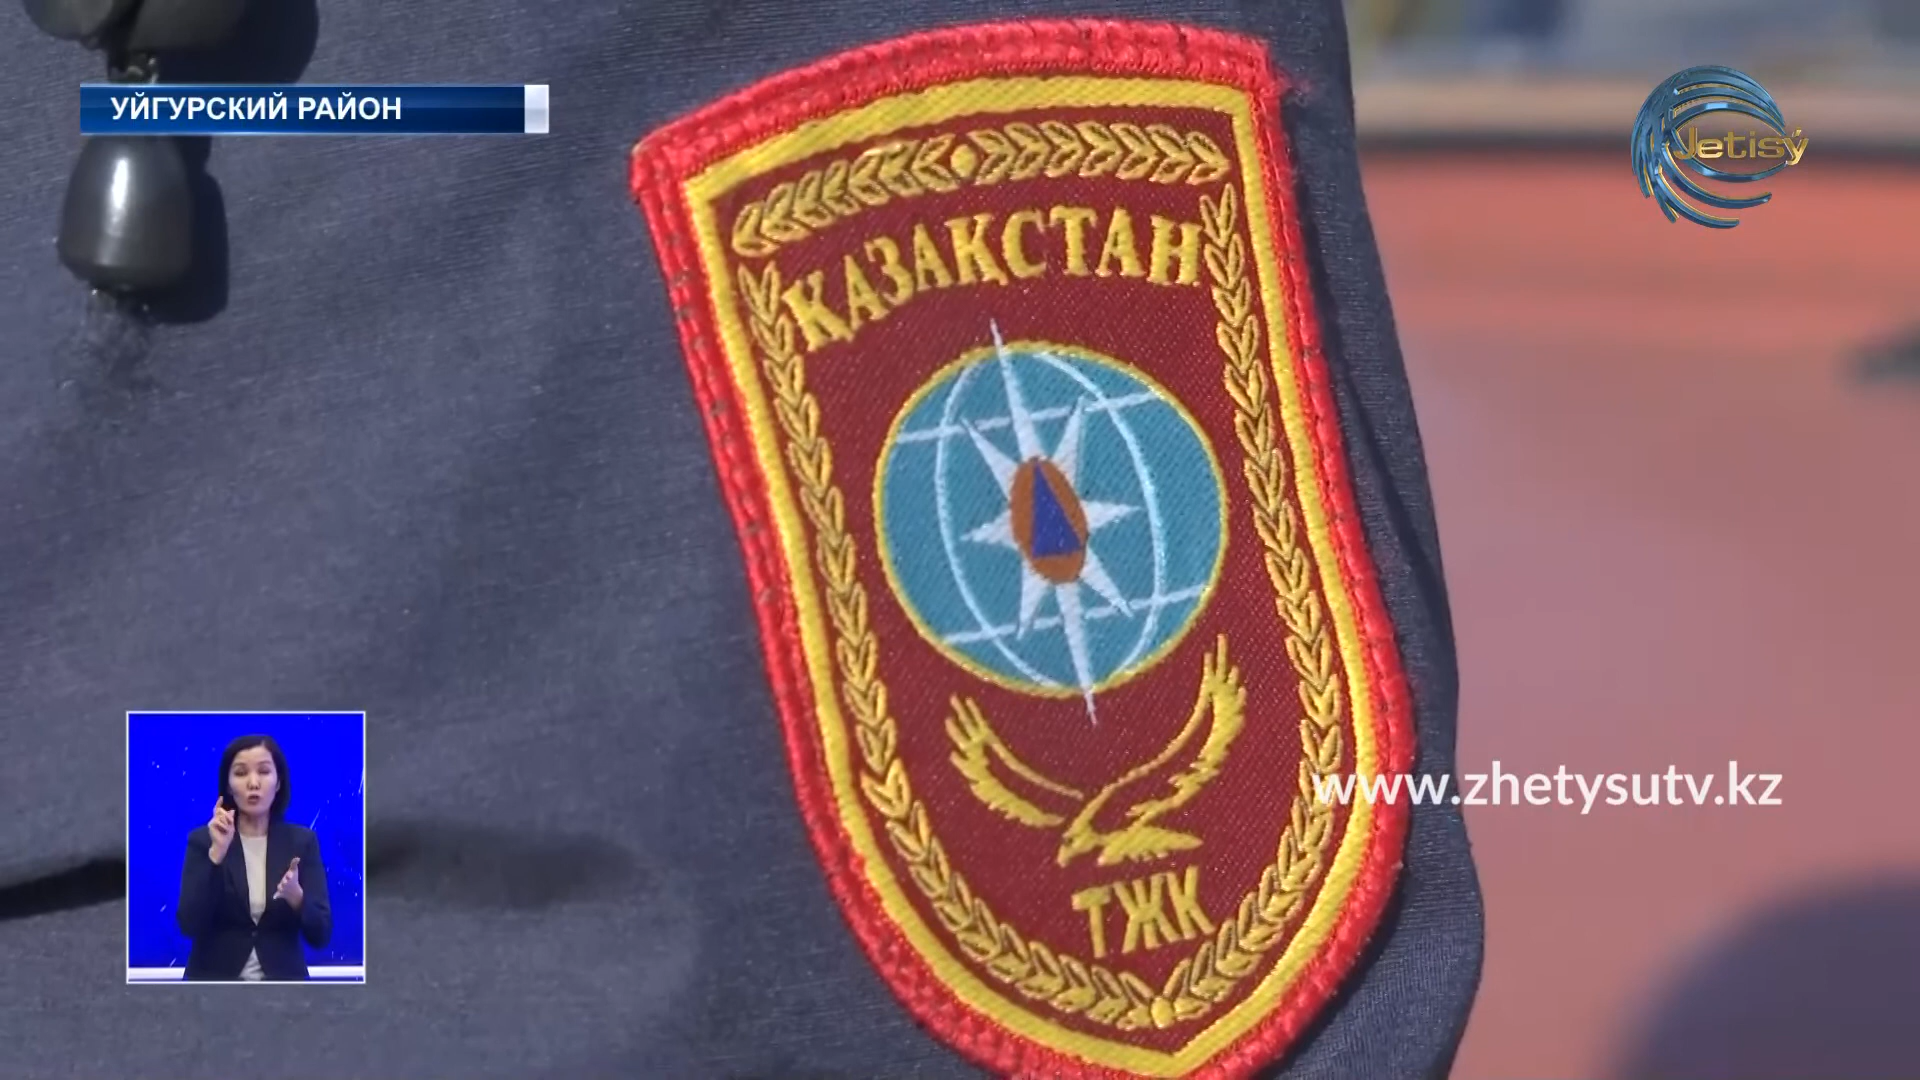 УЙГУРСКИЙ РАЙОН
Jetisý
ҚАЗАҚСТАН
www.zhetysutv.kz
ТЖК